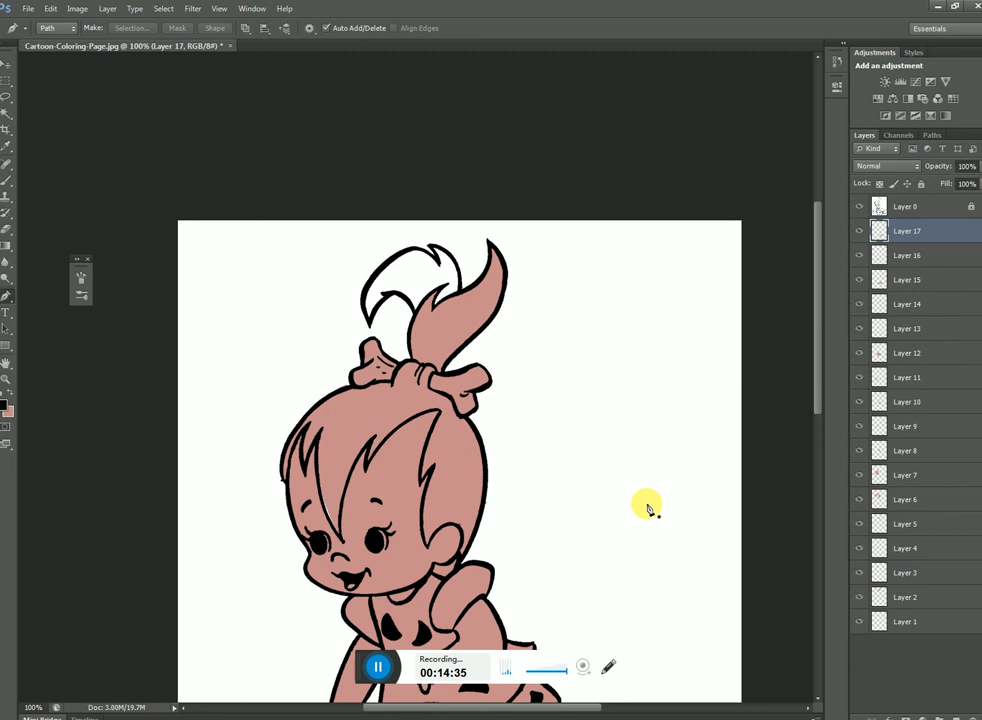 Ps File Edit Image Layer Type Select Filter View Window Help
Path Make: Selection... Mask Shape Auto Add/Delete Align Edges Essentials
Cartoon-Coloring-Page.jpg @ 100% (Layer 17, RGB/8#) * ×
Adjustments Styles
Add an adjustment
Layers Channels Paths
Kind
Normal Opacity: 100%
Lock: Fill: 100%
Layer 0
Layer 17
Layer 16
Layer 15
Layer 14
Layer 13
Layer 12
Layer 11
Layer 10
Layer 9
Layer 8
Layer 7
Layer 6
Layer 5
Layer 4
Layer 3
Layer 2
Layer 1
Recording...
00:14:35
100% Doc: 3.00M/19.7M
Mini Bridge Timeline